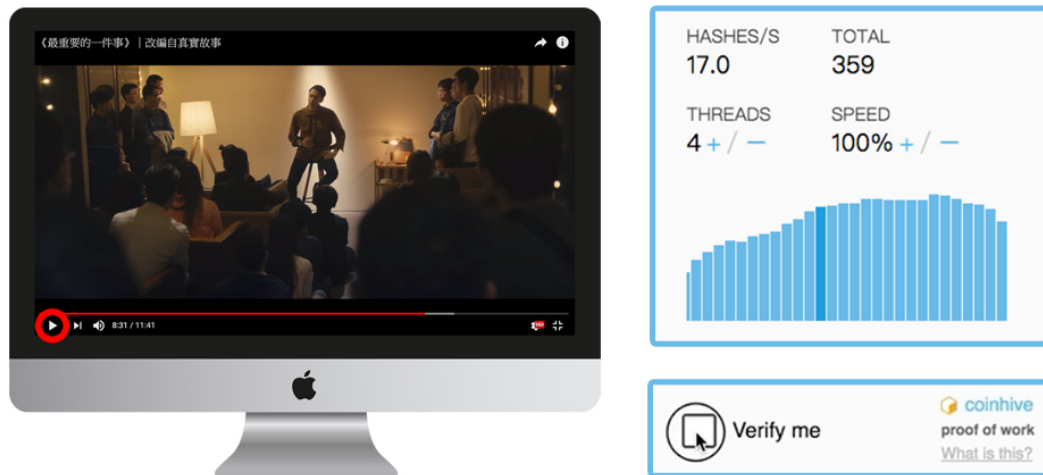 《最重要的一件事》｜改編自真實故事
8:31 / 11:41
HD
HASHES/S TOTAL
17.0 359
THREADS SPEED
4 + / − 100% + / −
Verify me
coinhive
proof of work
What is this?